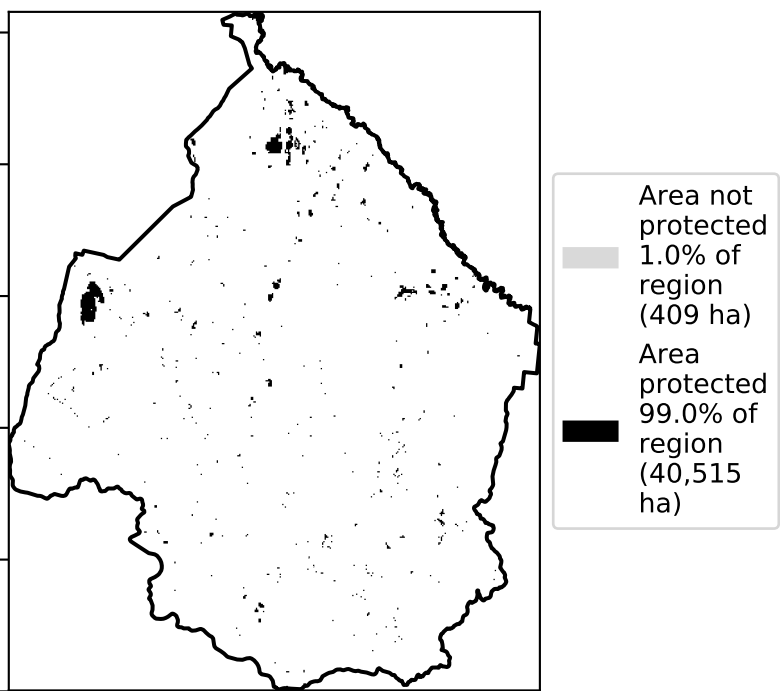 Area not
protected
1.0% of
region
(409 ha)
Area
protected
99.0% of
region
(40,515
ha)